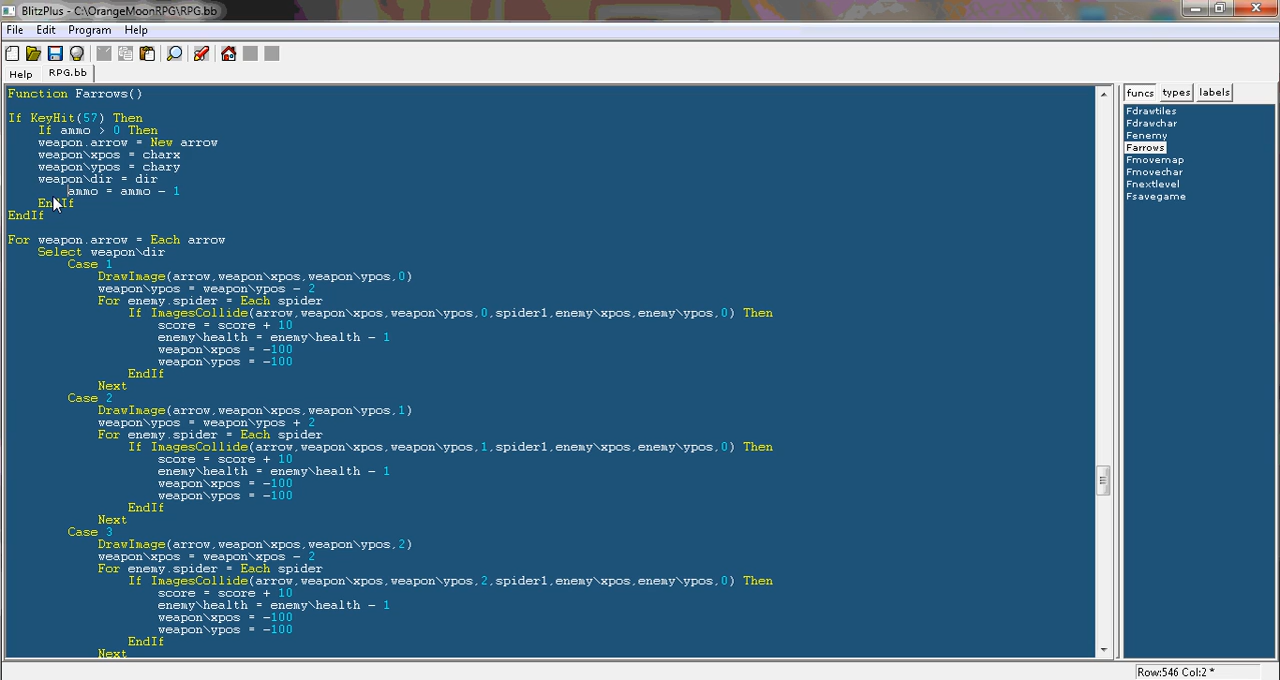 BlitzPlus - C:\OrangeMoonRPG\RPG.bb
File Edit Program Help
Help RPG.bb
funcs types labels
Function Farrows()
If KeyHit(57) Then
If ammo > 0 Then
weapon.arrow = New arrow
weapon\xpos = charx
weapon\ypos = chary
weapon\dir = dir
ammo = ammo - 1
EndIf
EndIf
For weapon.arrow = Each arrow
Select weapon\dir
Case 1
DrawImage(arrow,weapon\xpos,weapon\ypos,0)
weapon\ypos = weapon\ypos - 2
For enemy.spider = Each spider
If ImagesCollide(arrow,weapon\xpos,weapon\ypos,0,spider1,enemy\xpos,enemy\ypos,0) Then
score = score + 10
enemy\health = enemy\health - 1
weapon\xpos = -100
weapon\ypos = -100
EndIf
Next
Case 2
DrawImage(arrow,weapon\xpos,weapon\ypos,1)
weapon\ypos = weapon\ypos + 2
For enemy.spider = Each spider
If ImagesCollide(arrow,weapon\xpos,weapon\ypos,1,spider1,enemy\xpos,enemy\ypos,0) Then
score = score + 10
enemy\health = enemy\health - 1
weapon\xpos = -100
weapon\ypos = -100
EndIf
Next
Case 3
DrawImage(arrow,weapon\xpos,weapon\ypos,2)
weapon\xpos = weapon\xpos - 2
For enemy.spider = Each spider
If ImagesCollide(arrow,weapon\xpos,weapon\ypos,2,spider1,enemy\xpos,enemy\ypos,0) Then
score = score + 10
enemy\health = enemy\health - 1
weapon\xpos = -100
weapon\ypos = -100
EndIf
Next
Fdrawtiles
Fdrawchar
Fenemy
Farrows
Fmovemap
Fmovechar
Fnextlevel
Fsavegame
Row:546 Col:2 *